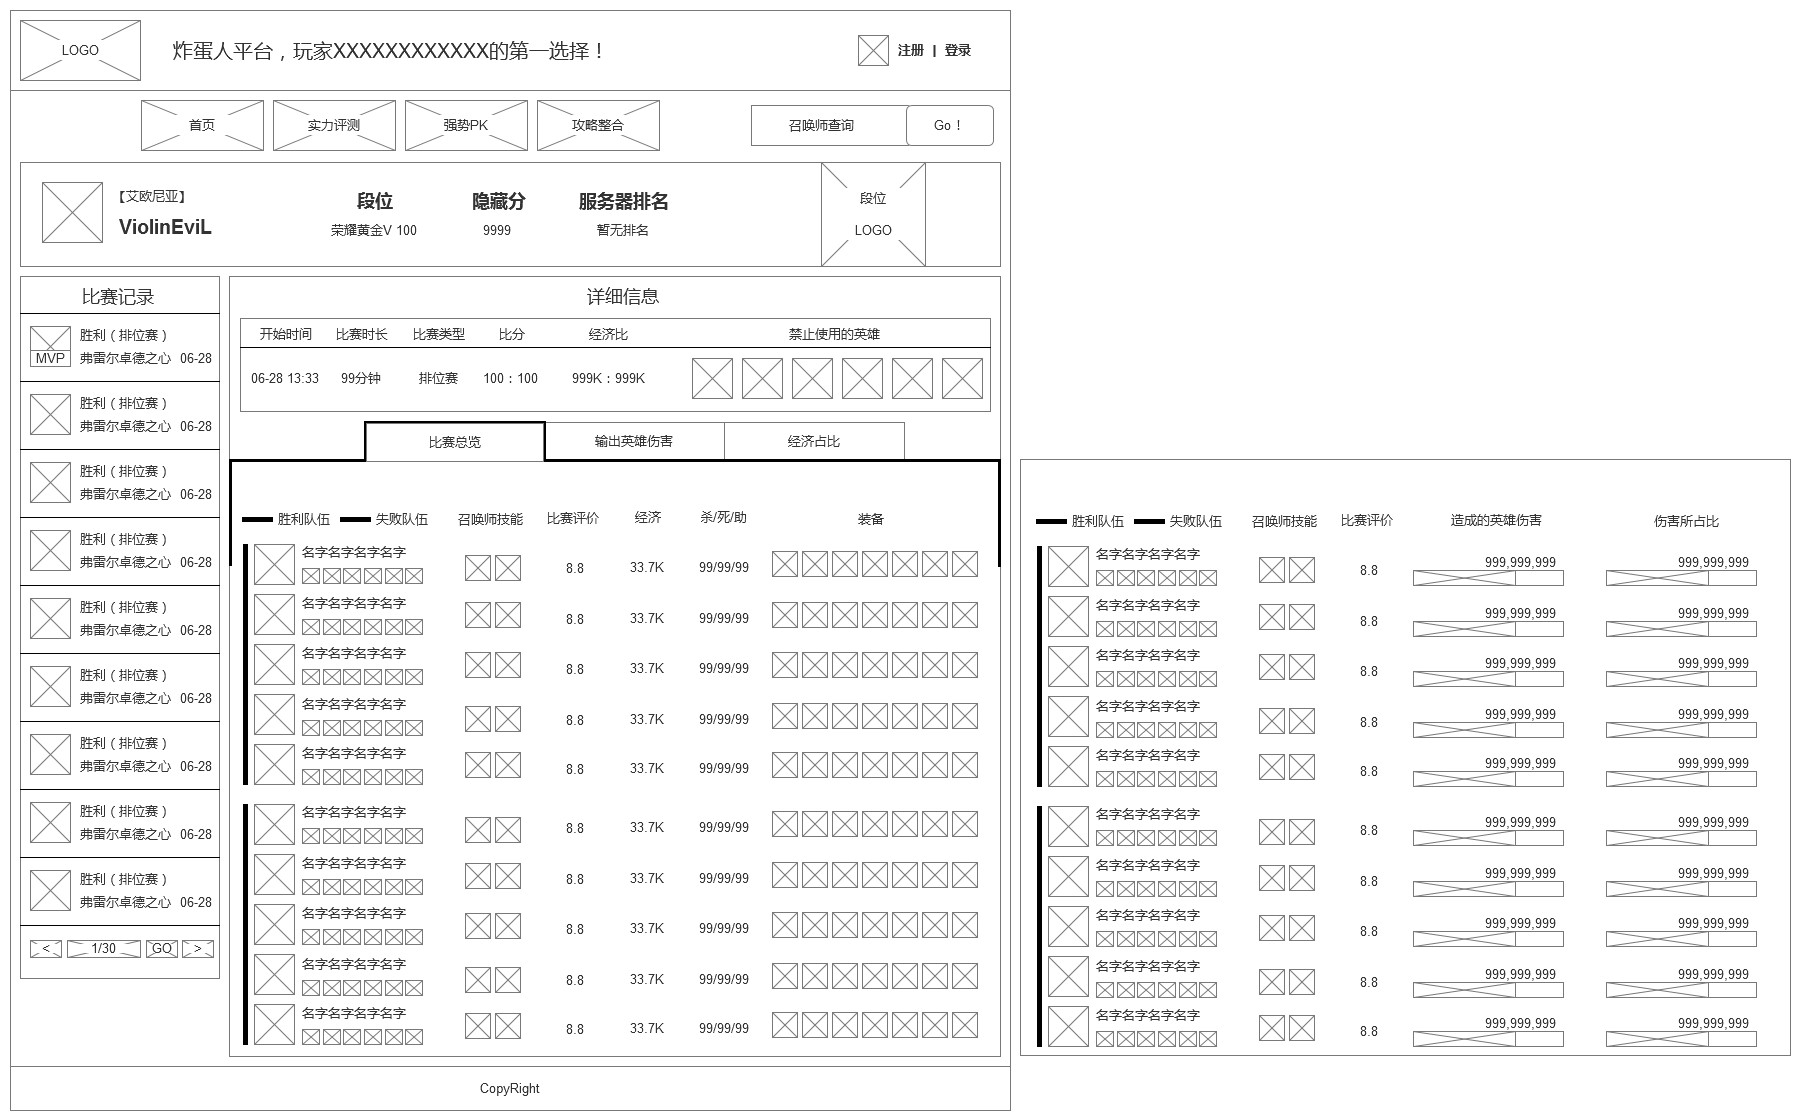 LOGO
炸蛋人平台，玩家XXXXXXXXXXXX的第一选择！
注册 | 登录
首页
实力评测
强势PK
攻略整合
召唤师查询
Go！
【艾欧尼亚】
ViolinEviL
段位 隐藏分 服务器排名
荣耀黄金V 100 9999 暂无排名
段位
LOGO
比赛记录
MVP
胜利（排位赛）
弗雷尔卓德之心 06-28
胜利（排位赛）
弗雷尔卓德之心 06-28
胜利（排位赛）
弗雷尔卓德之心 06-28
胜利（排位赛）
弗雷尔卓德之心 06-28
胜利（排位赛）
弗雷尔卓德之心 06-28
胜利（排位赛）
弗雷尔卓德之心 06-28
胜利（排位赛）
弗雷尔卓德之心 06-28
胜利（排位赛）
弗雷尔卓德之心 06-28
胜利（排位赛）
弗雷尔卓德之心 06-28
< 1/30 GO >
详细信息
开始时间 比赛时长 比赛类型 比分 经济比 禁止使用的英雄
06-28 13:33 99分钟 排位赛 100：100 999K：999K
比赛总览 输出英雄伤害 经济占比
胜利队伍 失败队伍 召唤师技能 比赛评价 经济 杀/死/助 装备
名字名字名字名字
8.8 33.7K 99/99/99
名字名字名字名字
8.8 33.7K 99/99/99
名字名字名字名字
8.8 33.7K 99/99/99
名字名字名字名字
8.8 33.7K 99/99/99
名字名字名字名字
8.8 33.7K 99/99/99
名字名字名字名字
8.8 33.7K 99/99/99
名字名字名字名字
8.8 33.7K 99/99/99
名字名字名字名字
8.8 33.7K 99/99/99
名字名字名字名字
8.8 33.7K 99/99/99
名字名字名字名字
8.8 33.7K 99/99/99
胜利队伍 失败队伍 召唤师技能 比赛评价 造成的英雄伤害 伤害所占比
名字名字名字名字
8.8 999,999,999 999,999,999
名字名字名字名字
8.8 999,999,999 999,999,999
名字名字名字名字
8.8 999,999,999 999,999,999
名字名字名字名字
8.8 999,999,999 999,999,999
名字名字名字名字
8.8 999,999,999 999,999,999
名字名字名字名字
8.8 999,999,999 999,999,999
名字名字名字名字
8.8 999,999,999 999,999,999
名字名字名字名字
8.8 999,999,999 999,999,999
名字名字名字名字
8.8 999,999,999 999,999,999
名字名字名字名字
8.8 999,999,999 999,999,999
CopyRight